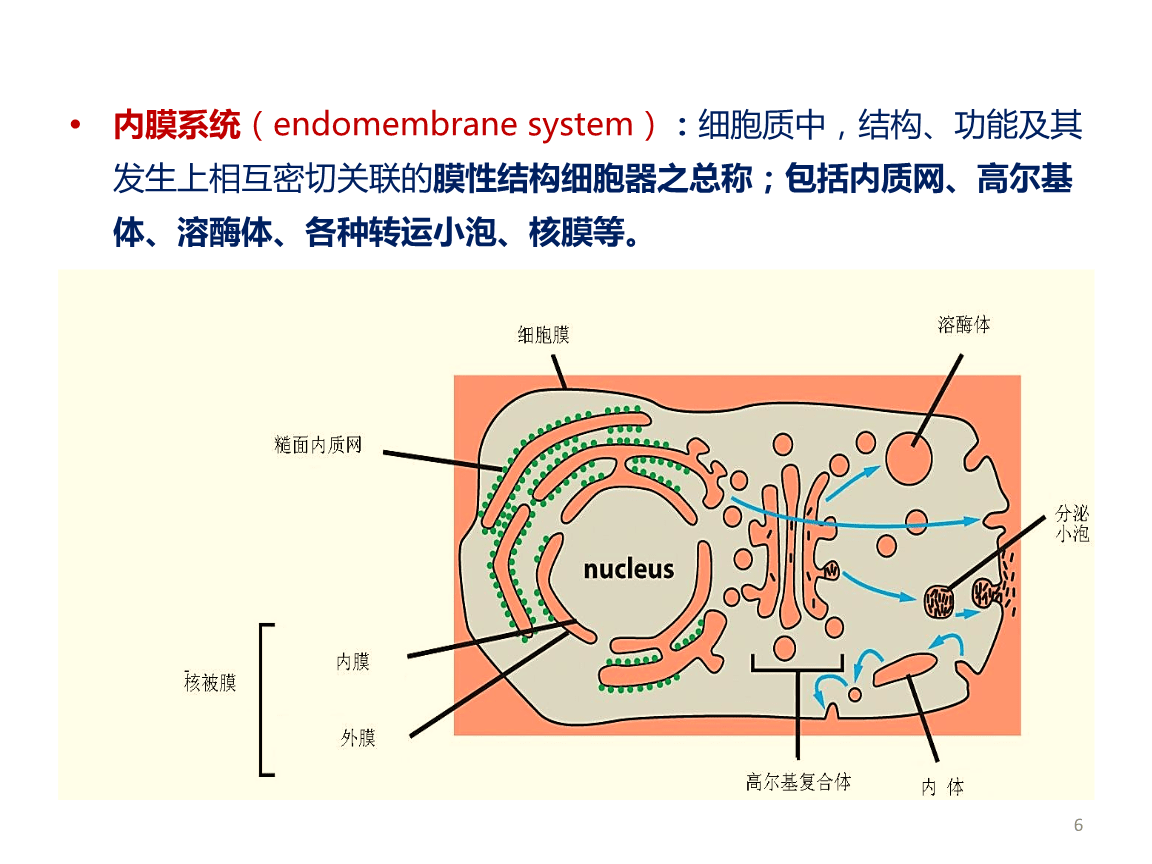 • 内膜系统（endomembrane system）：细胞质中，结构、功能及其
发生上相互密切关联的膜性结构细胞器之总称；包括内质网、高尔基
体、溶酶体、各种转运小泡、核膜等。
溶酶体
细胞膜
糙面内质网
分泌
小泡
nucleus
内膜
核被膜
外膜
高尔基复合体
内 体
6